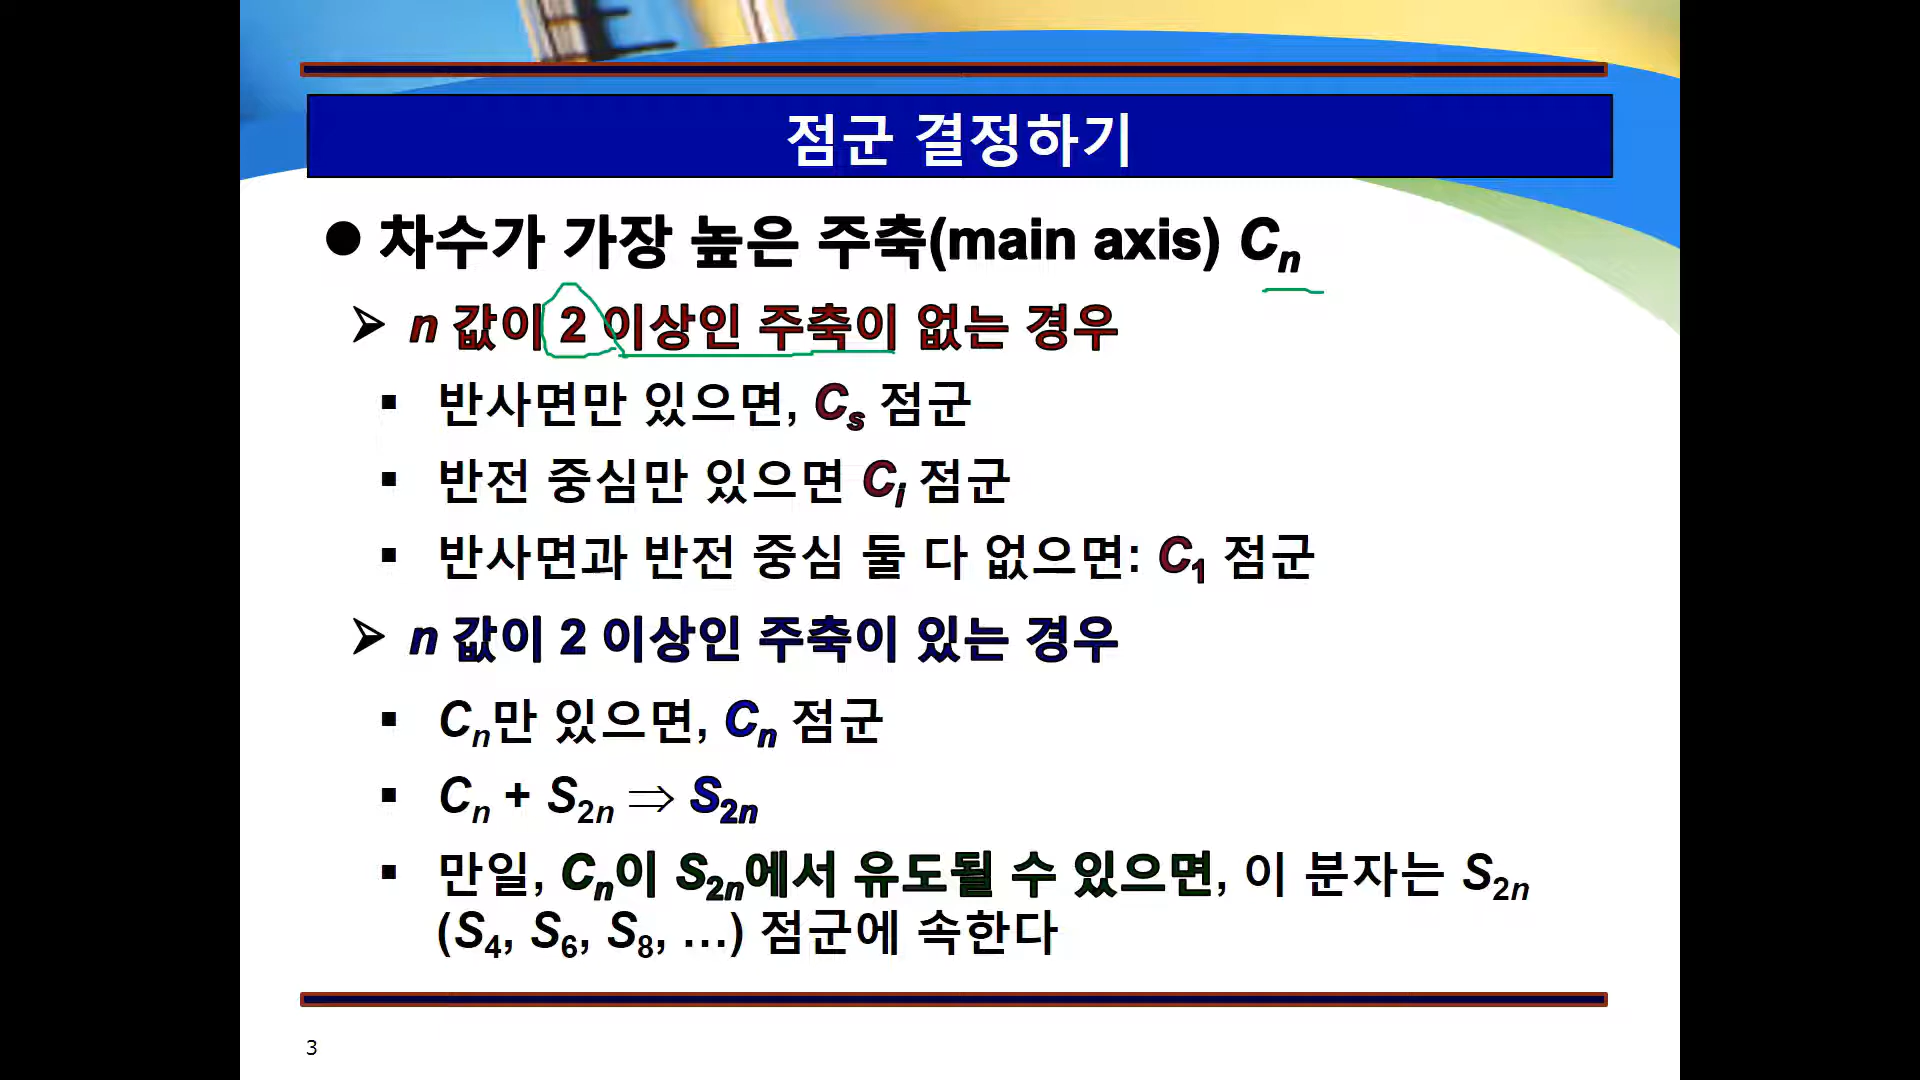 점군 결정하기
● 차수가 가장 높은 주축(main axis) Cn
➢ n 값이 2 이상인 주축이 없는 경우
▪ 반사면만 있으면, Cs 점군
▪ 반전 중심만 있으면 Ci 점군
▪ 반사면과 반전 중심 둘 다 없으면: C1 점군
➢ n 값이 2 이상인 주축이 있는 경우
▪ Cn만 있으면, Cn 점군
▪ Cn + S2n ⇒ S2n
▪ 만일, Cn이 S2n에서 유도될 수 있으면, 이 분자는 S2n
(S4, S6, S8, …) 점군에 속한다
3